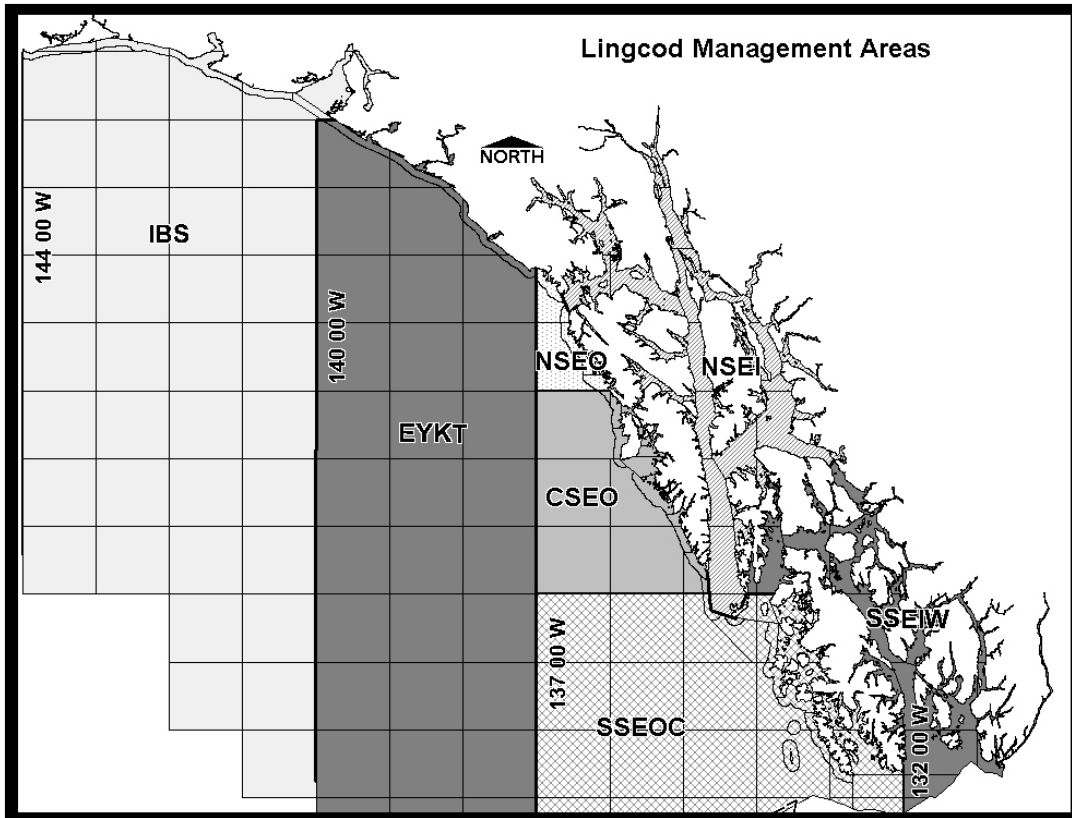 Lingcod Management Areas
NORTH
144 00 W
IBS
140 00 W
NSEO
NSEI
EYKT
CSEO
137 00 W
SSEIW
SSEOC
132 00 W